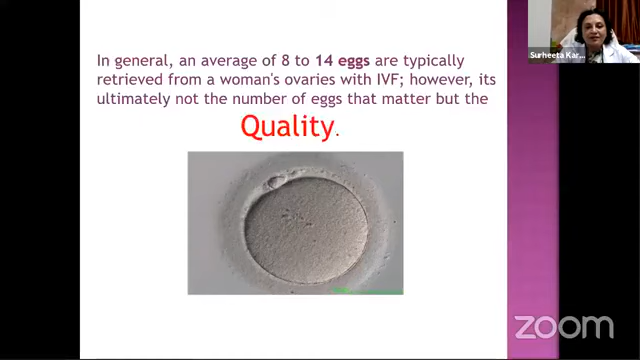 In general, an average of 8 to 14 eggs are typically
retrieved from a woman's ovaries with IVF; however, its
ultimately not the number of eggs that matter but the
Quality.
Surheeta Kar...
zoom